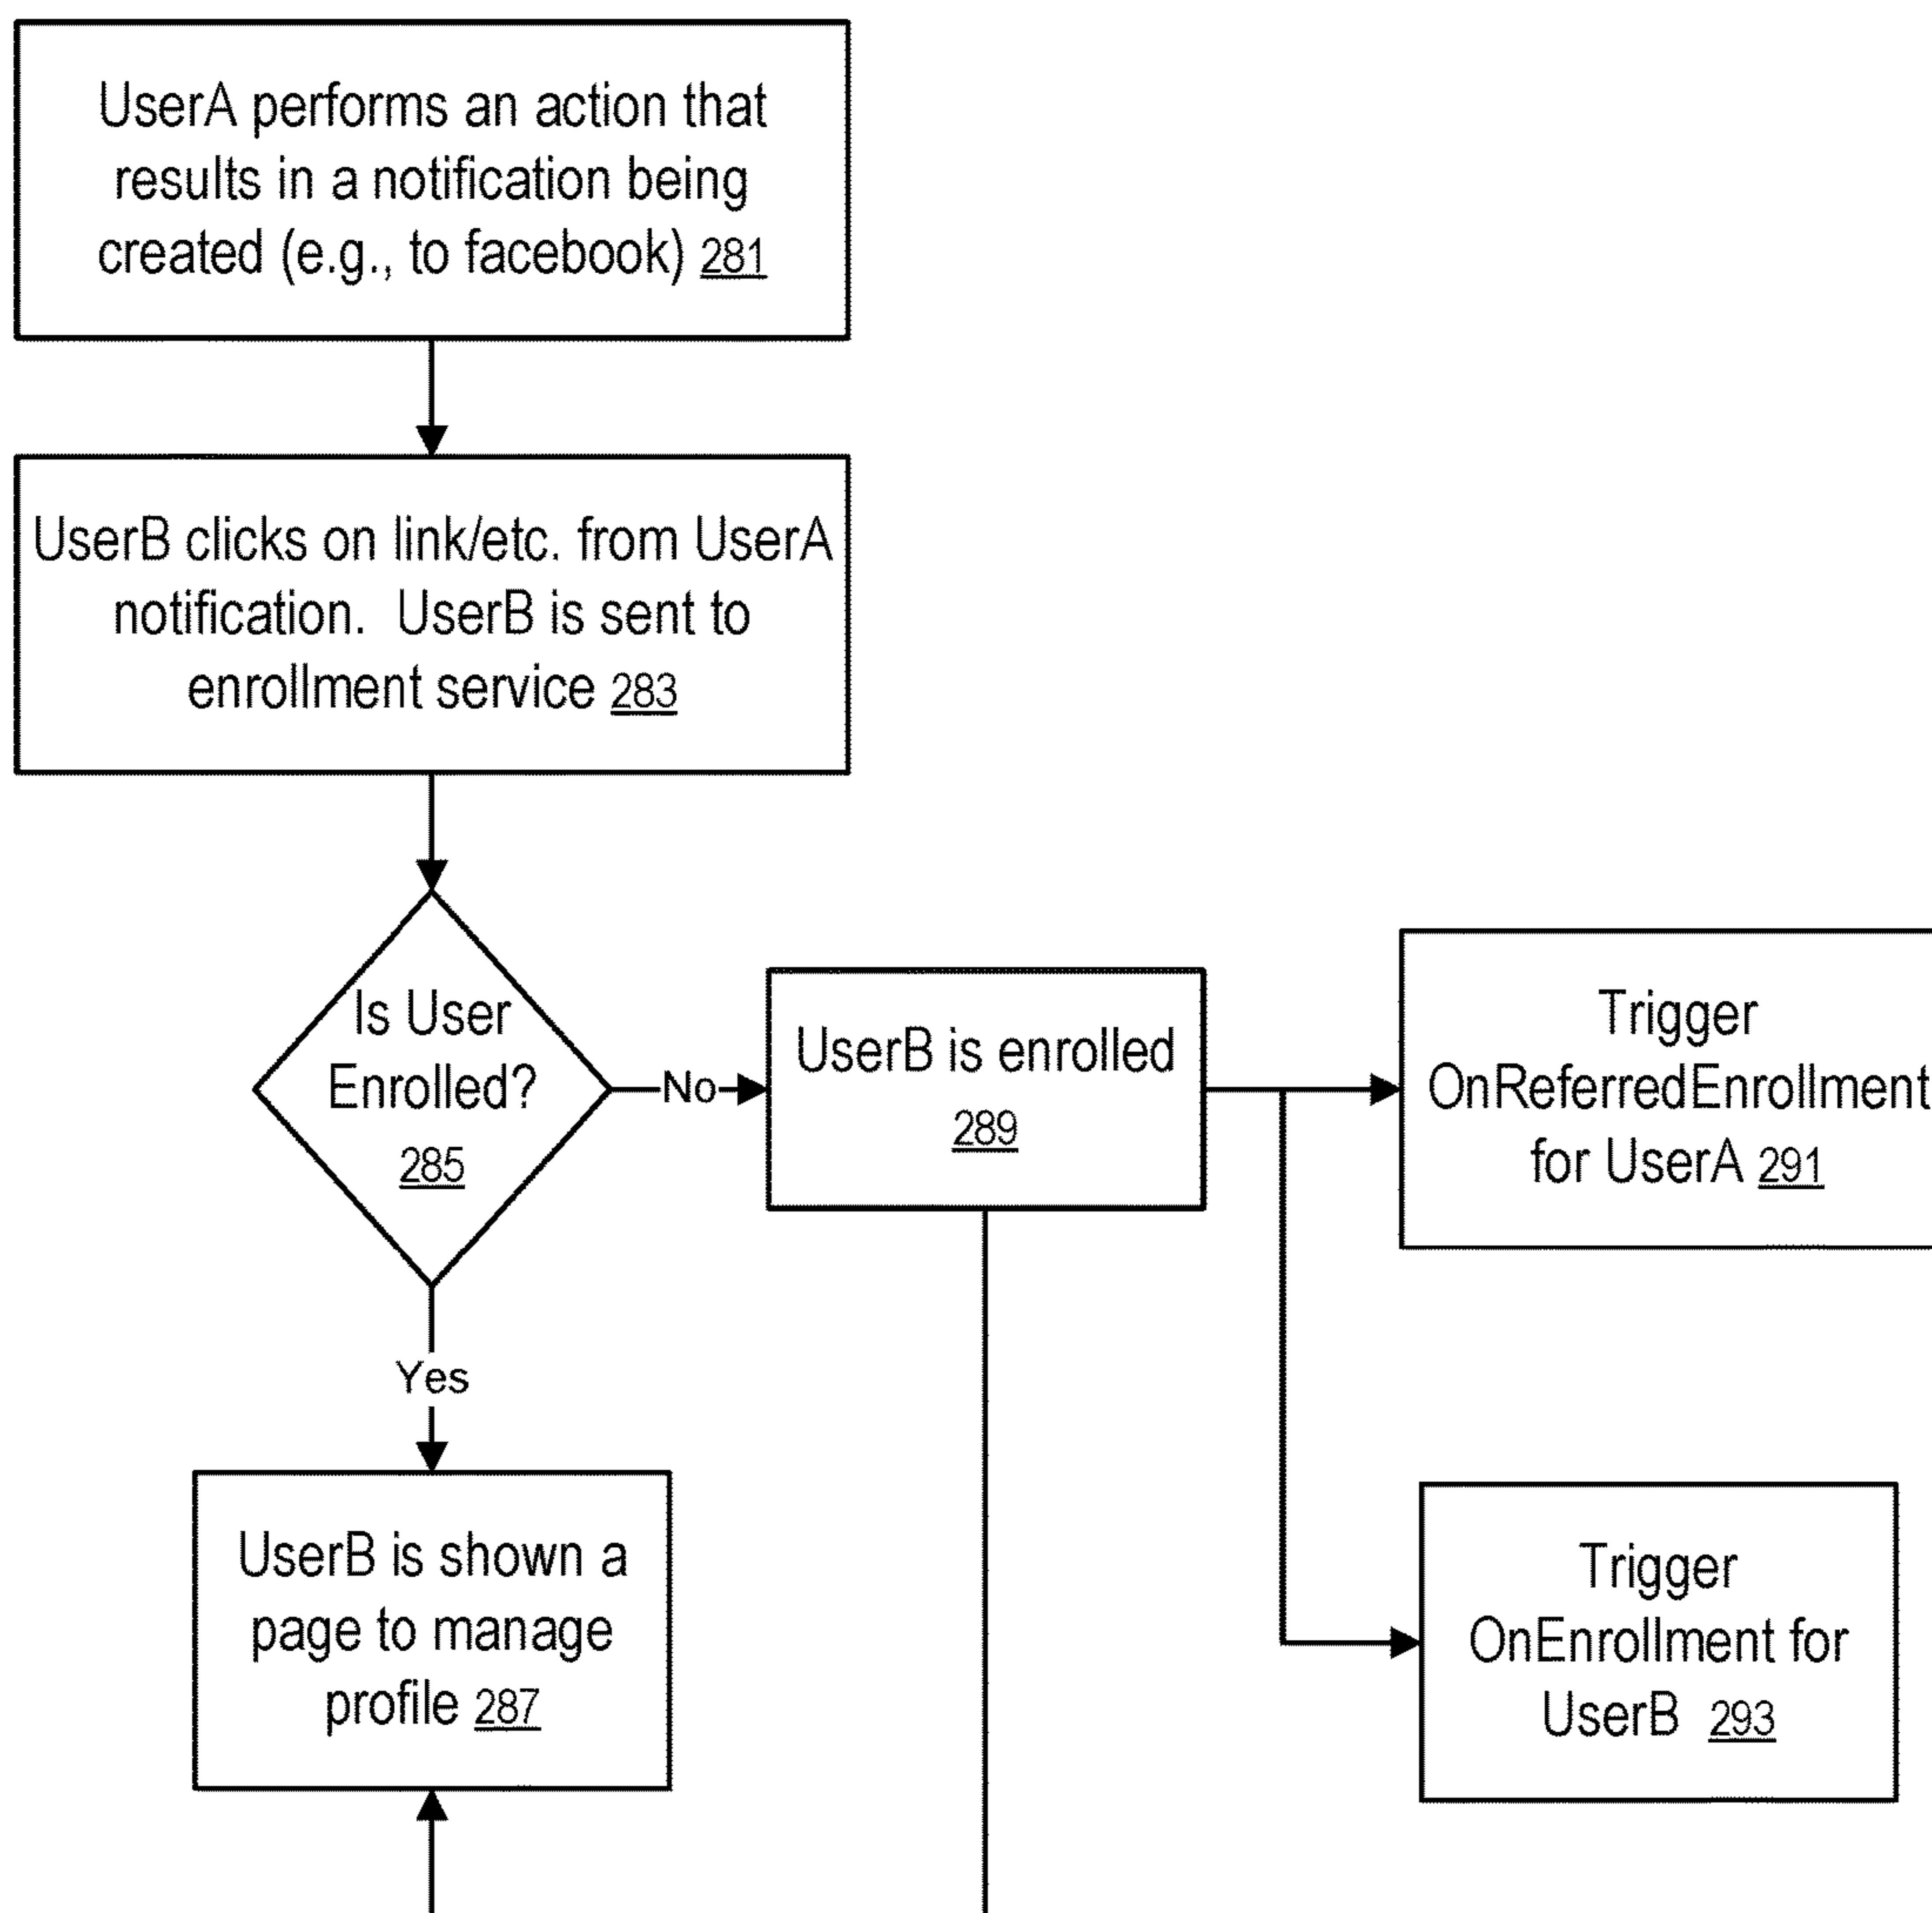 UserA performs an action that
results in a notification being
created (e.g., to facebook) 281
UserB clicks on link/etc. from UserA
notification.  UserB is sent to
enrollment service 283
Is User
Enrolled?
285
No
UserB is enrolled
289
Trigger
OnReferredEnrollment
for UserA 291
Yes
UserB is shown a
page to manage
profile 287
Trigger
OnEnrollment for
UserB  293